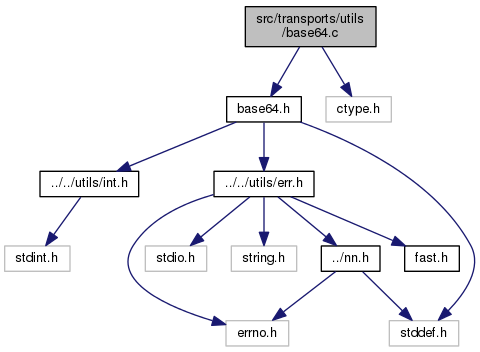 src/transports/utils
/base64.c
base64.h
ctype.h
../../utils/int.h
../../utils/err.h
stdint.h
stdio.h
string.h
../nn.h
fast.h
errno.h
stddef.h